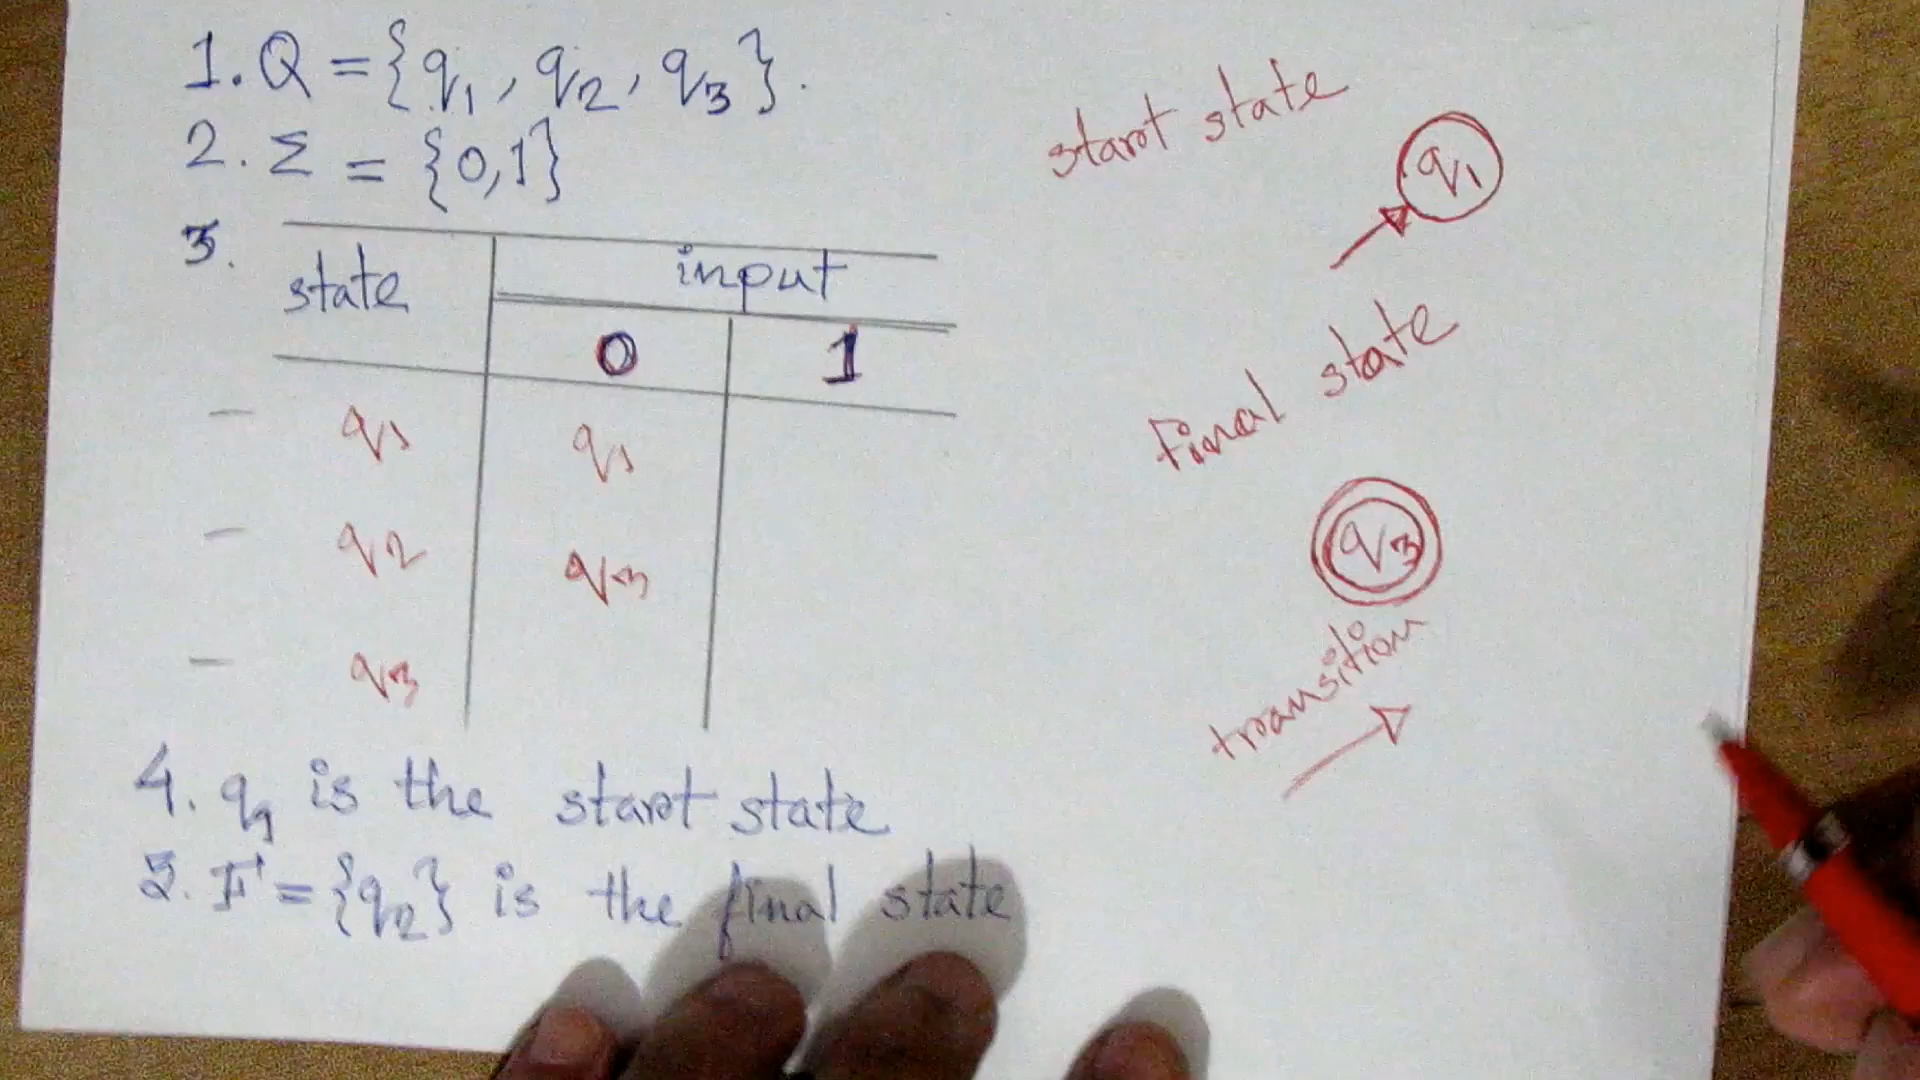 1. Q = {q1, q2, q3}.
2. Σ = {0,1}
3.
state input
0 1
q1 q1
q2 q3
q3
4. q1 is the start state
5. F = {q2} is the final state
start state
q1
Final state
q3
transition